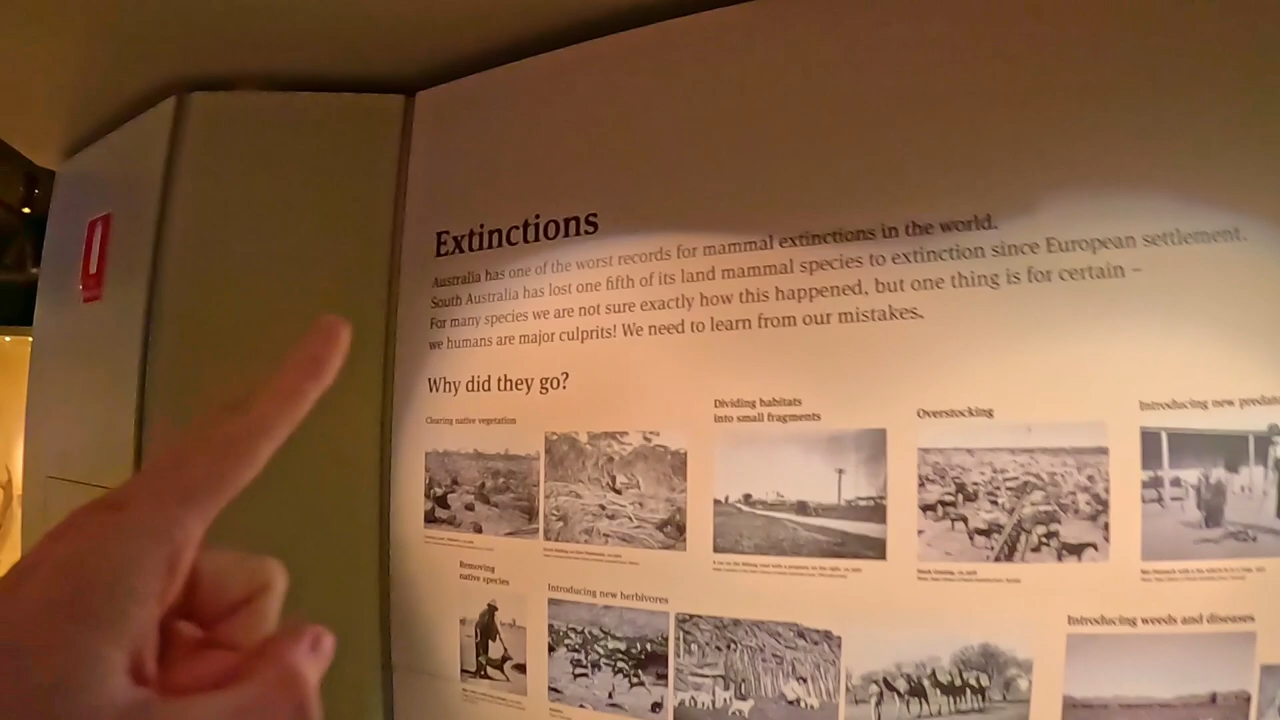 Extinctions
Australia has one of the worst records for mammal extinctions in the world.
South Australia has lost one fifth of its land mammal species to extinction since European settlement.
For many species we are not sure exactly how this happened, but one thing is for certain –
we humans are major culprits! We need to learn from our mistakes.
Why did they go?
Clearing native vegetation
Dividing habitats
into small fragments
Overstocking
Introducing new
Removing
native species
Introducing new herbivores
Introducing weeds and diseases